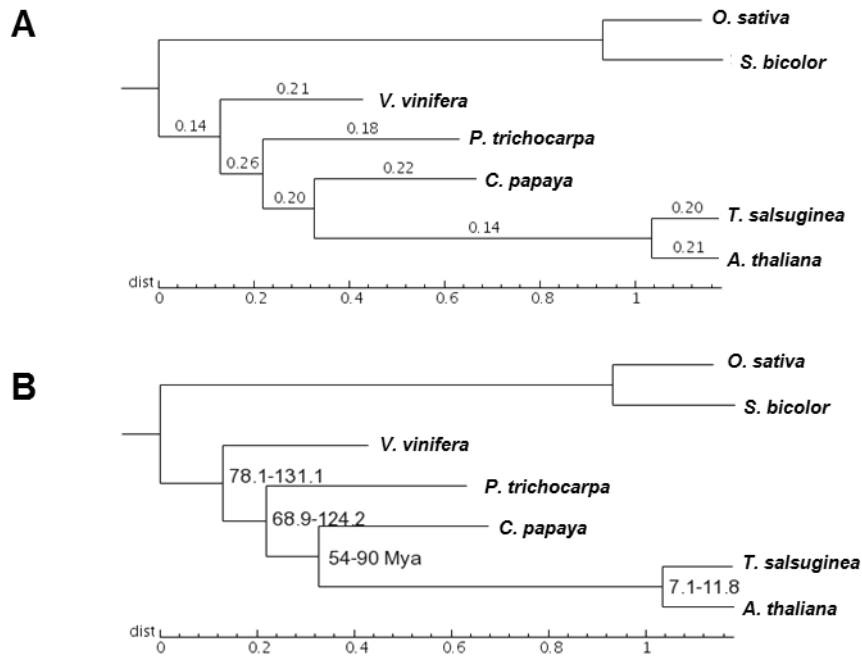 A
O. sativa
S. bicolor
0.21
V. vinifera
0.14
0.18
P. trichocarpa
0.26
0.22
C. papaya
0.20
0.20
T. salsuginea
0.14
0.21
A. thaliana
dist
0 0.2 0.4 0.6 0.8 1
B
O. sativa
S. bicolor
V. vinifera
78.1-131.1
P. trichocarpa
68.9-124.2
C. papaya
54-90 Mya
T. salsuginea
7.1-11.8
A. thaliana
dist
0 0.2 0.4 0.6 0.8 1